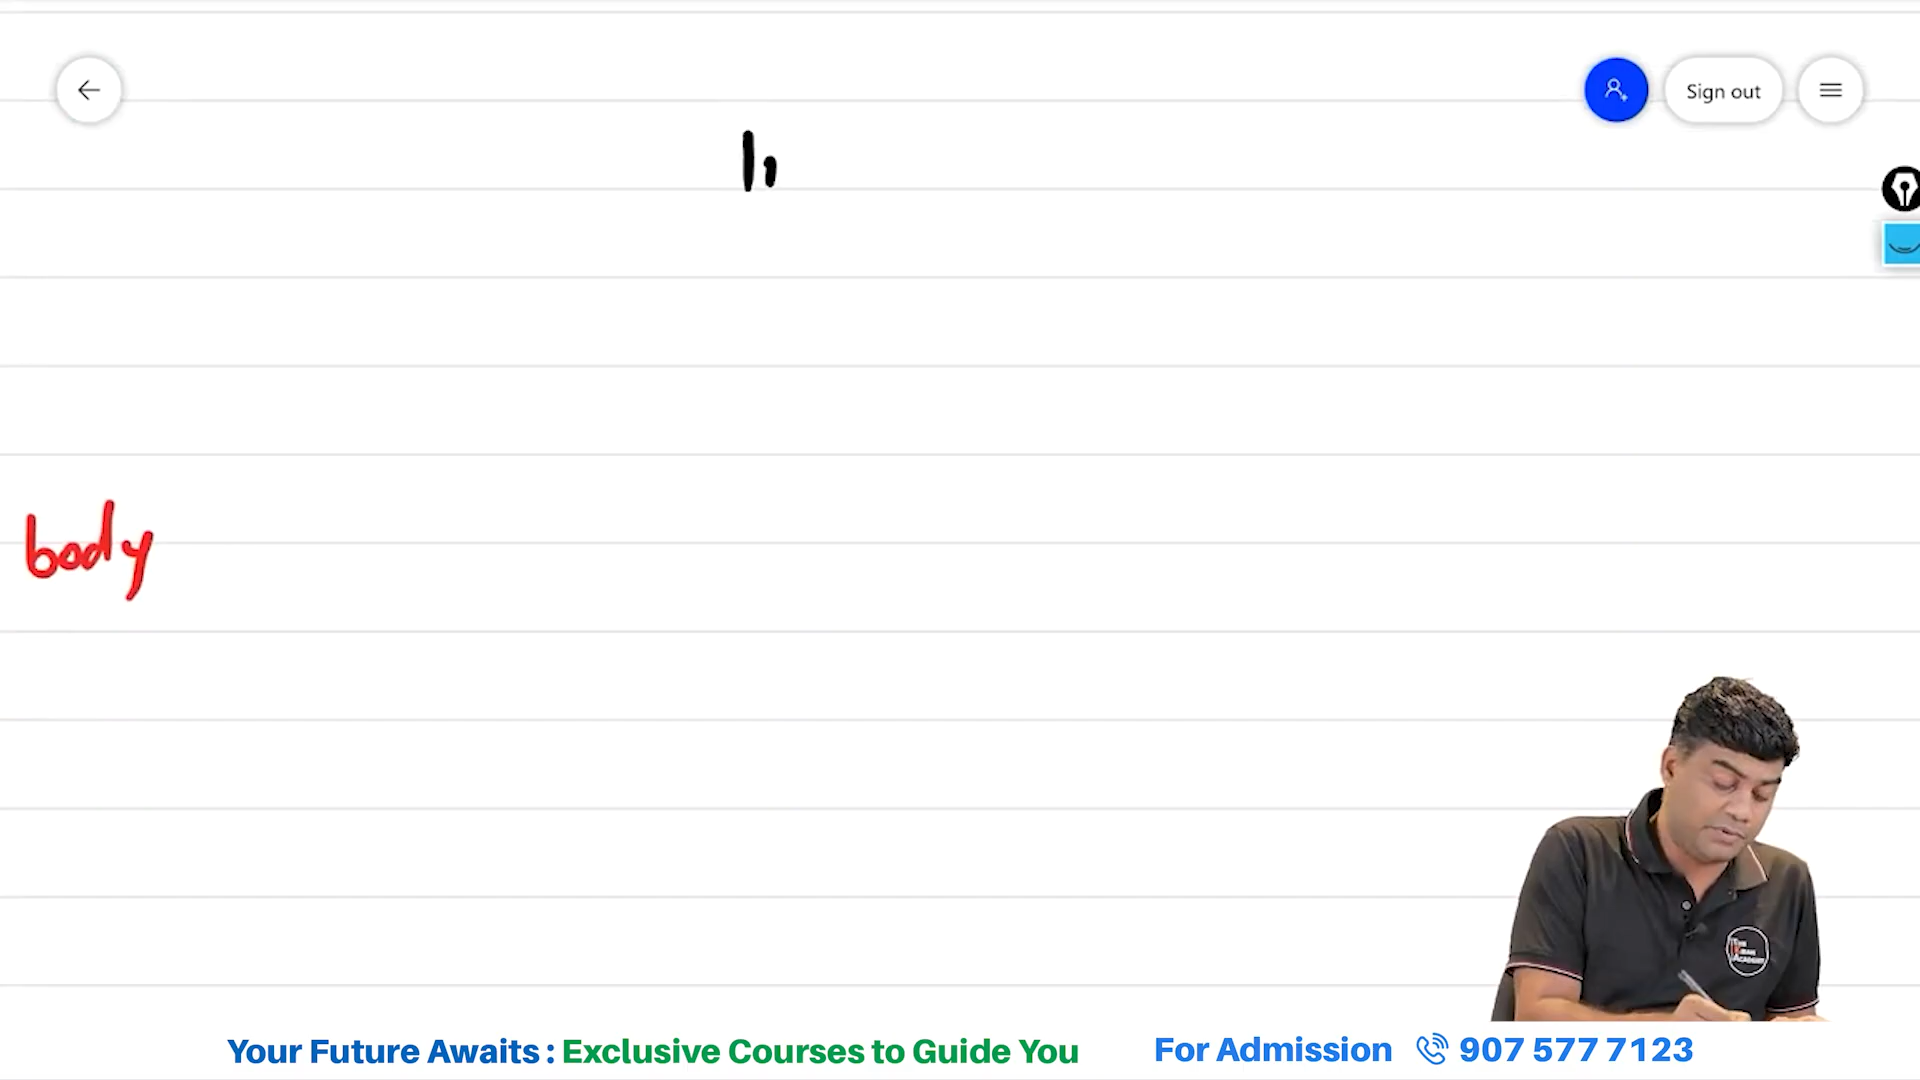 Sign out
body
Your Future Awaits : Exclusive Courses to Guide You
For Admission 907 577 7123